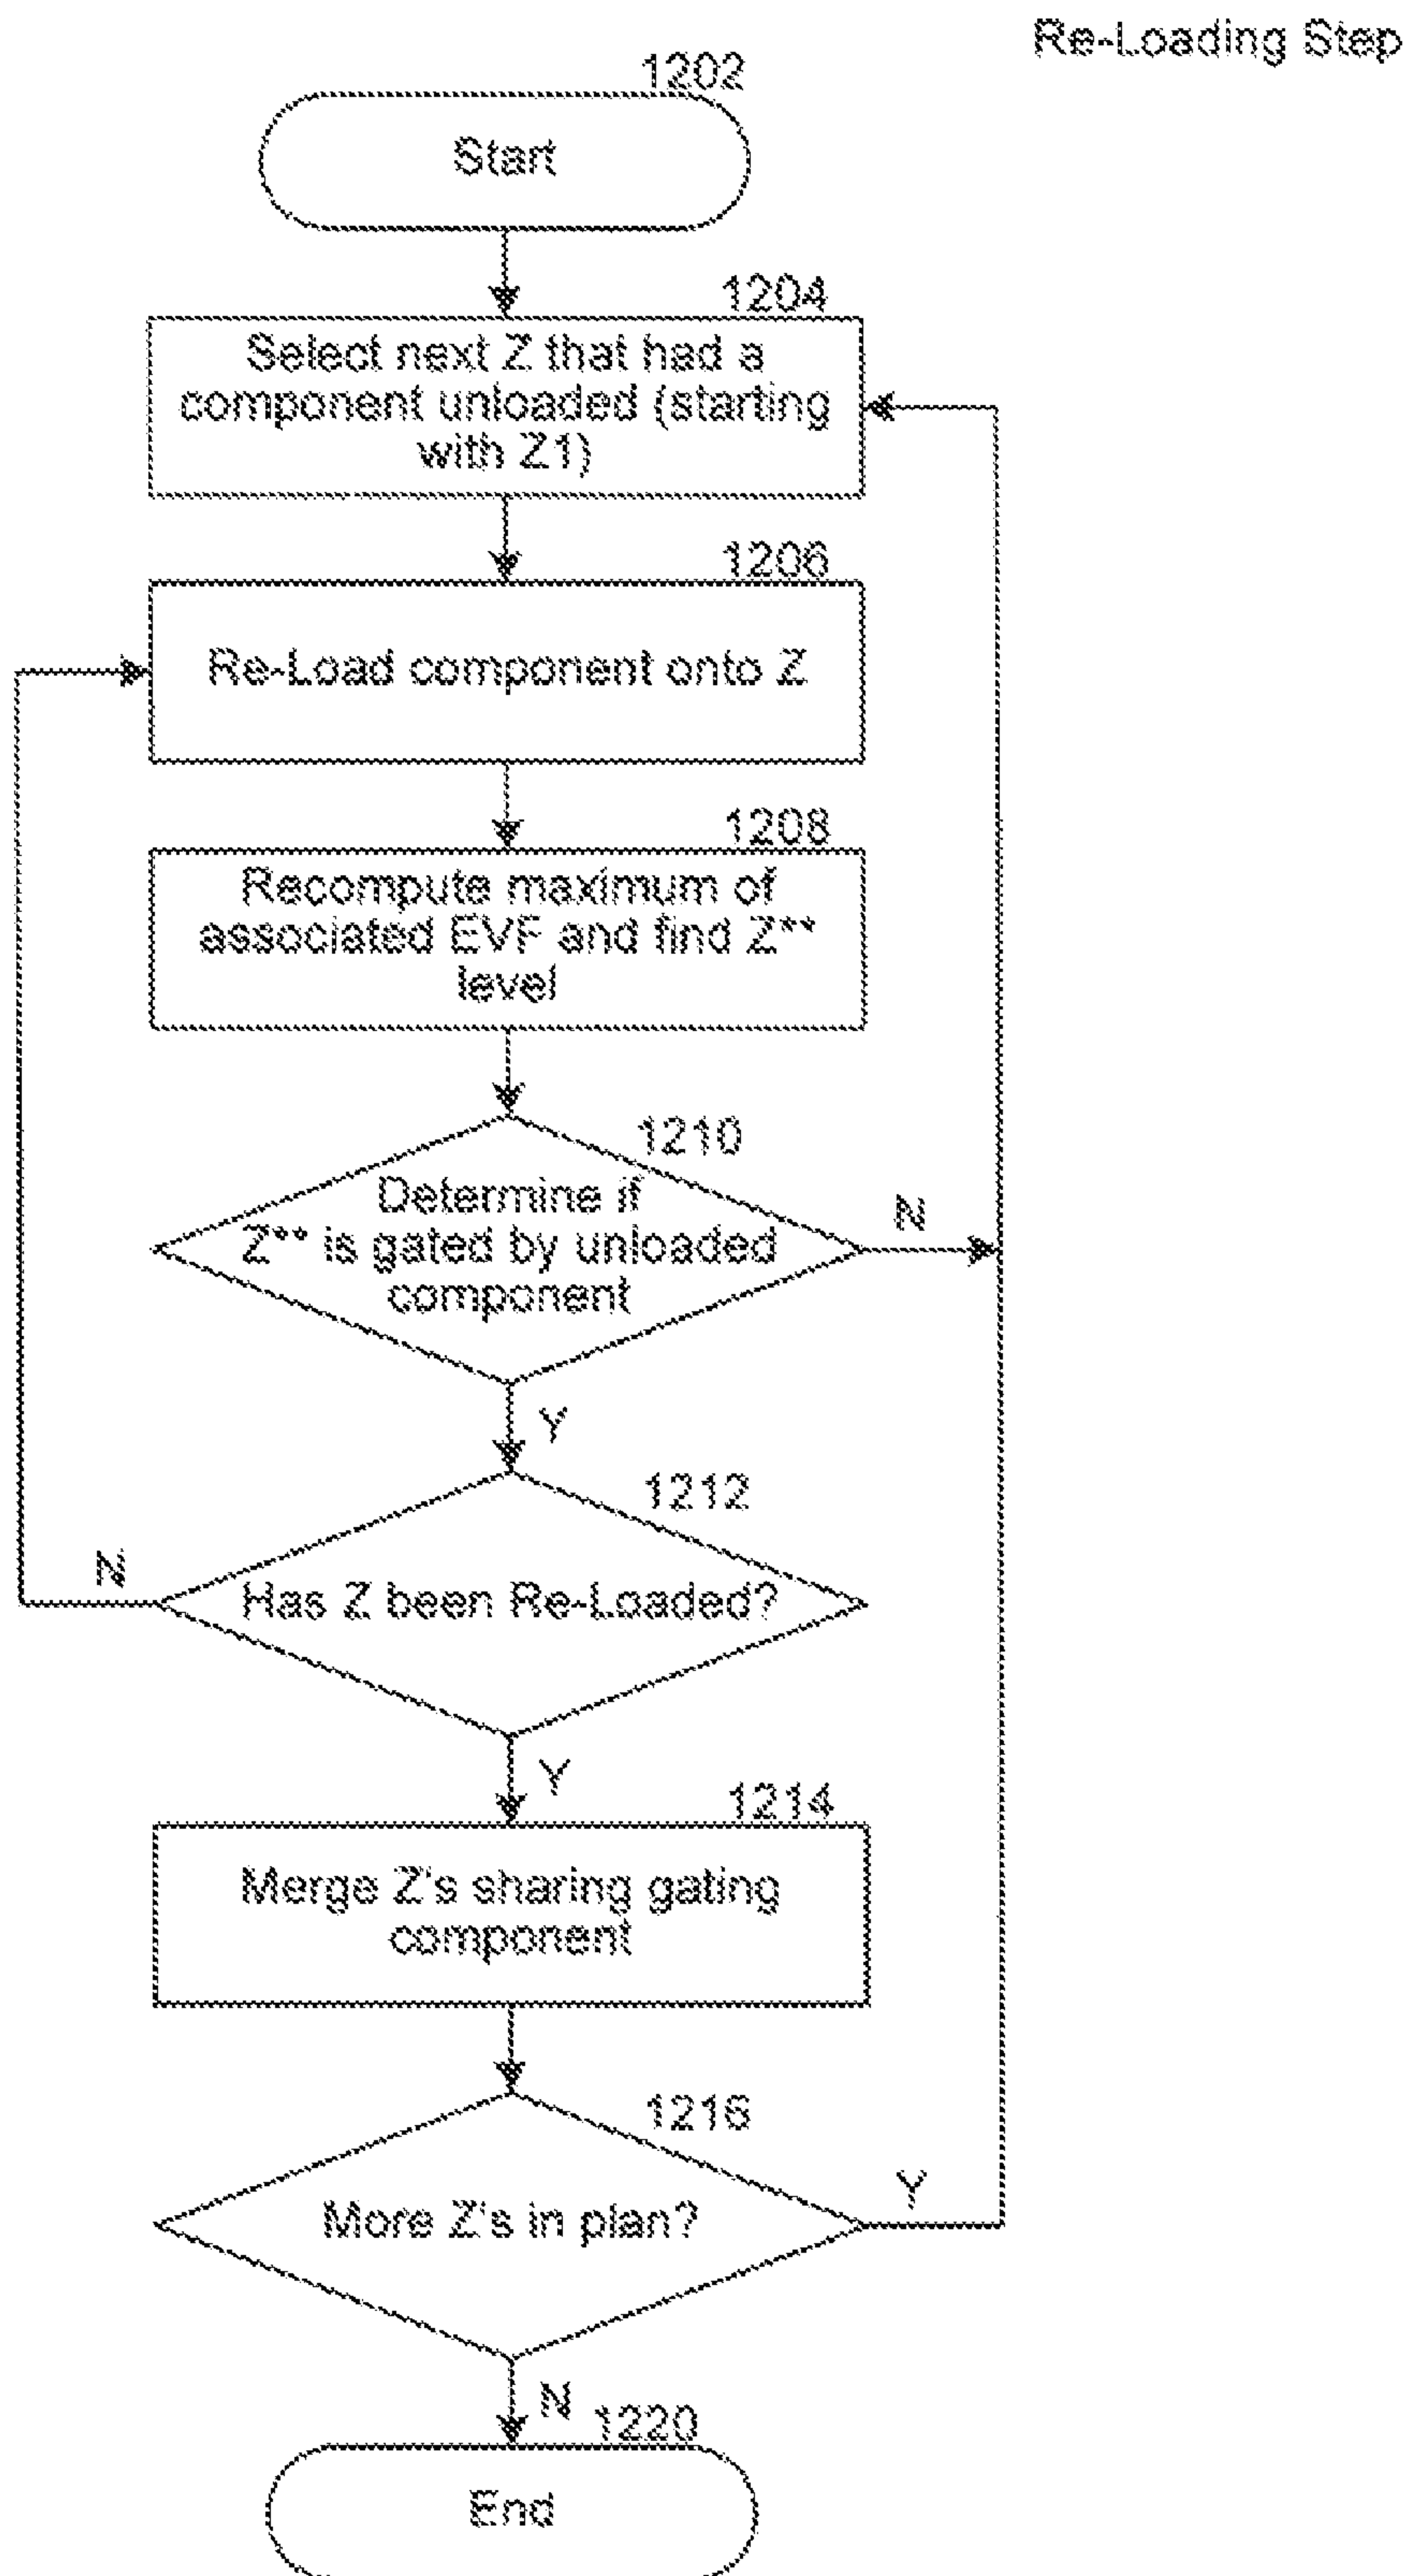 Re-Loading Step
1202
Start
1204
Select next Z that had a
component unloaded (starting
with Z1)
1206
Re-Load component onto Z
1208
Recompute maximum of
associated EVF and find Z**
level
1210
Determine if
Z** is gated by unloaded
component
N
Y
1212
Has Z been Re-Loaded?
N
Y
1214
Merge Z's sharing gating
component
1216
More Z's in plan?
Y
N
1220
End